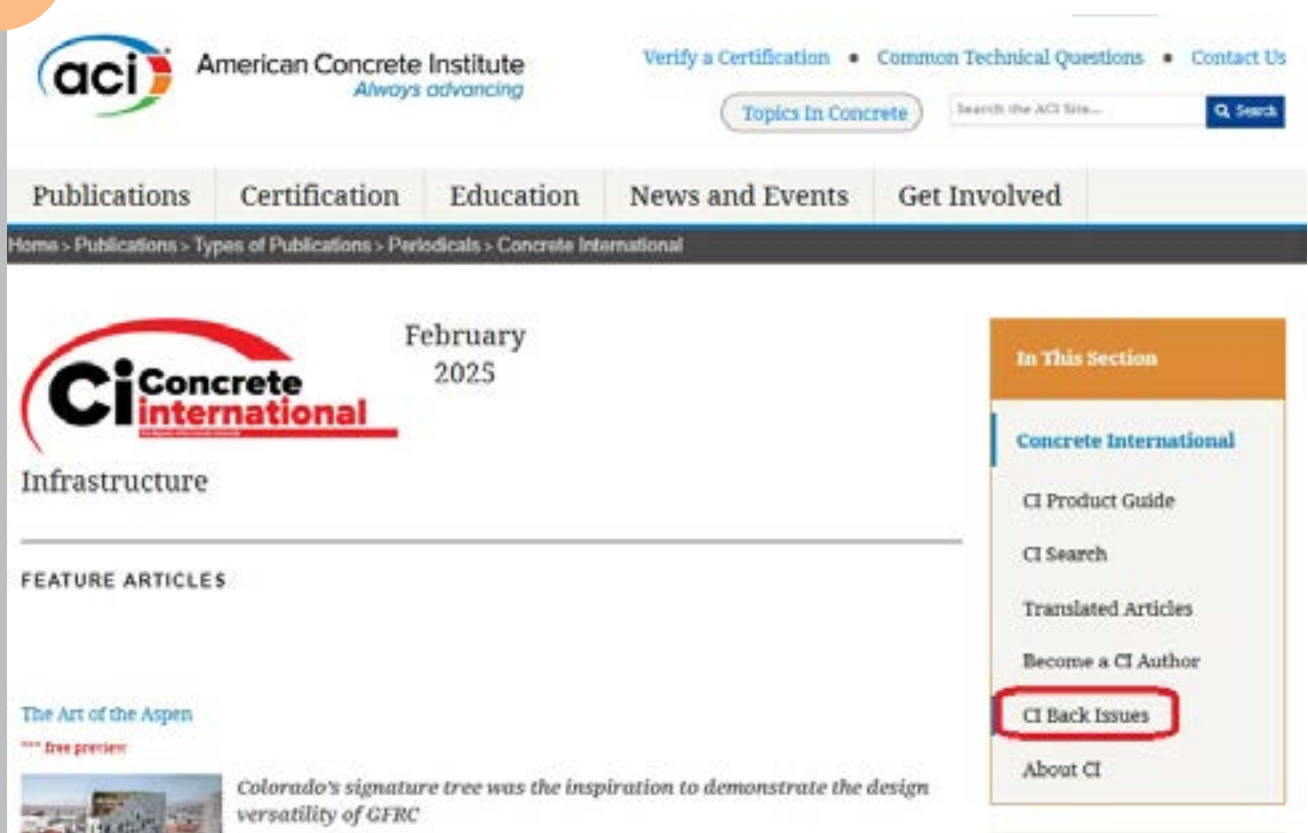 aci American Concrete Institute
Always advancing
Verify a Certification • Common Technical Questions • Contact Us
Topics In Concrete
Search the ACI Site...
Search
Publications Certification Education News and Events Get Involved
Home > Publications > Types of Publications > Periodicals > Concrete International
Ci Concrete
international
February
2025
Infrastructure
FEATURE ARTICLES
The Art of the Aspen
*** free preview
Colorado's signature tree was the inspiration to demonstrate the design
versatility of GFRC
In This Section
Concrete International
CI Product Guide
CI Search
Translated Articles
Become a CI Author
CI Back Issues
About CI